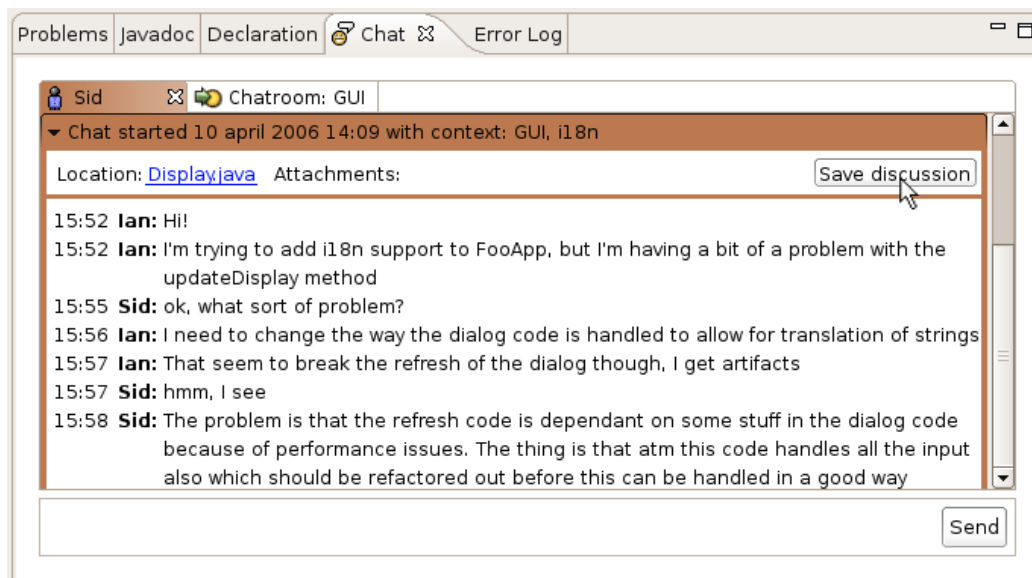 Problems Javadoc Declaration Chat Error Log
Sid Chatroom: GUI
Chat started 10 april 2006 14:09 with context: GUI, i18n
Location: Display.java Attachments: Save discussion
15:52 Ian: Hi!
15:52 Ian: I'm trying to add i18n support to FooApp, but I'm having a bit of a problem with the
updateDisplay method
15:55 Sid: ok, what sort of problem?
15:56 Ian: I need to change the way the dialog code is handled to allow for translation of strings
15:57 Ian: That seem to break the refresh of the dialog though, I get artifacts
15:57 Sid: hmm, I see
15:58 Sid: The problem is that the refresh code is dependant on some stuff in the dialog code
because of performance issues. The thing is that atm this code handles all the input
also which should be refactored out before this can be handled in a good way
Send